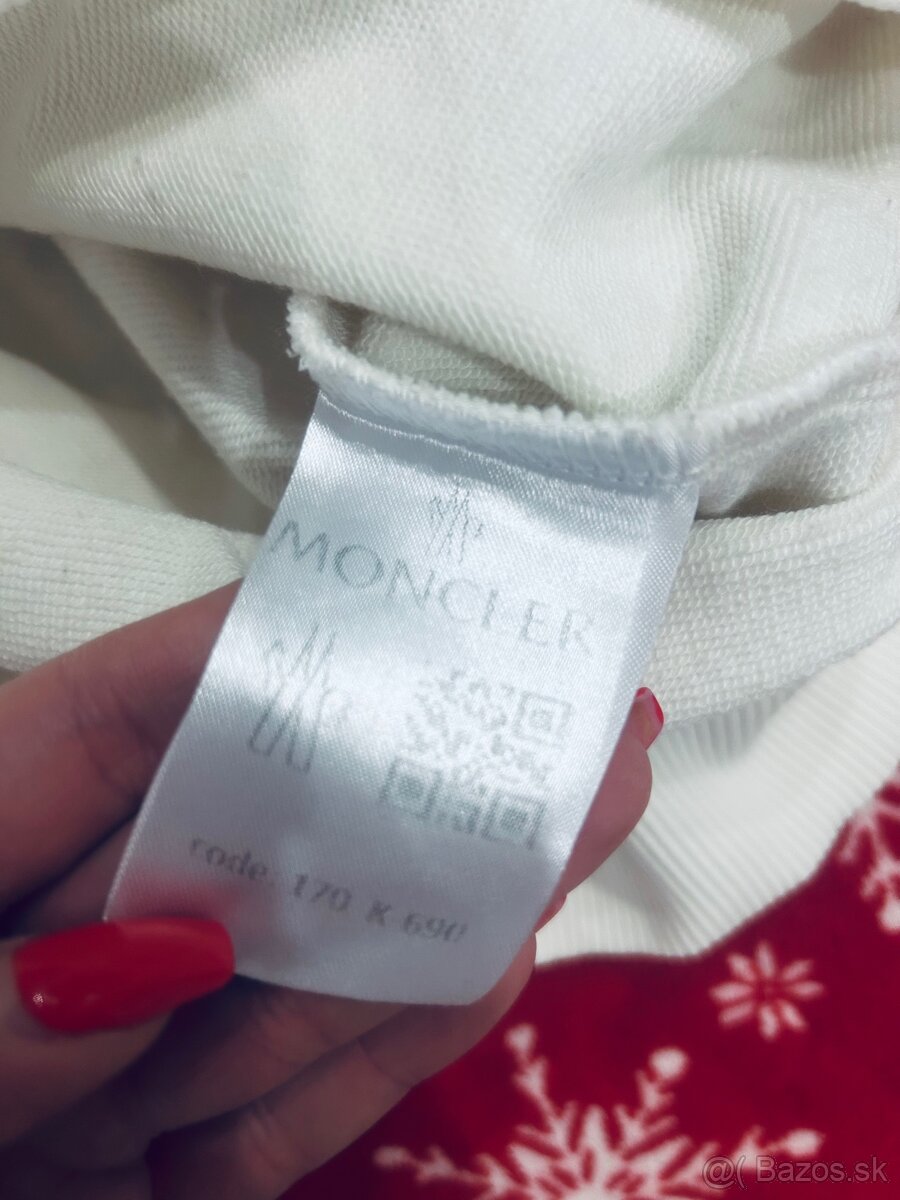 MONCLER
code. 170 K 690
@( Bazos.sk